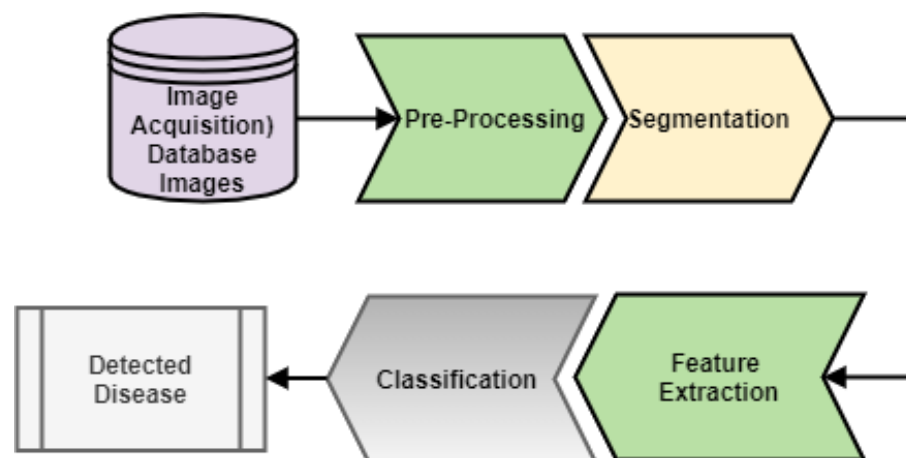 Image
Acquisition)
Database
Images
Pre-Processing
Segmentation
Feature
Extraction
Classification
Detected
Disease